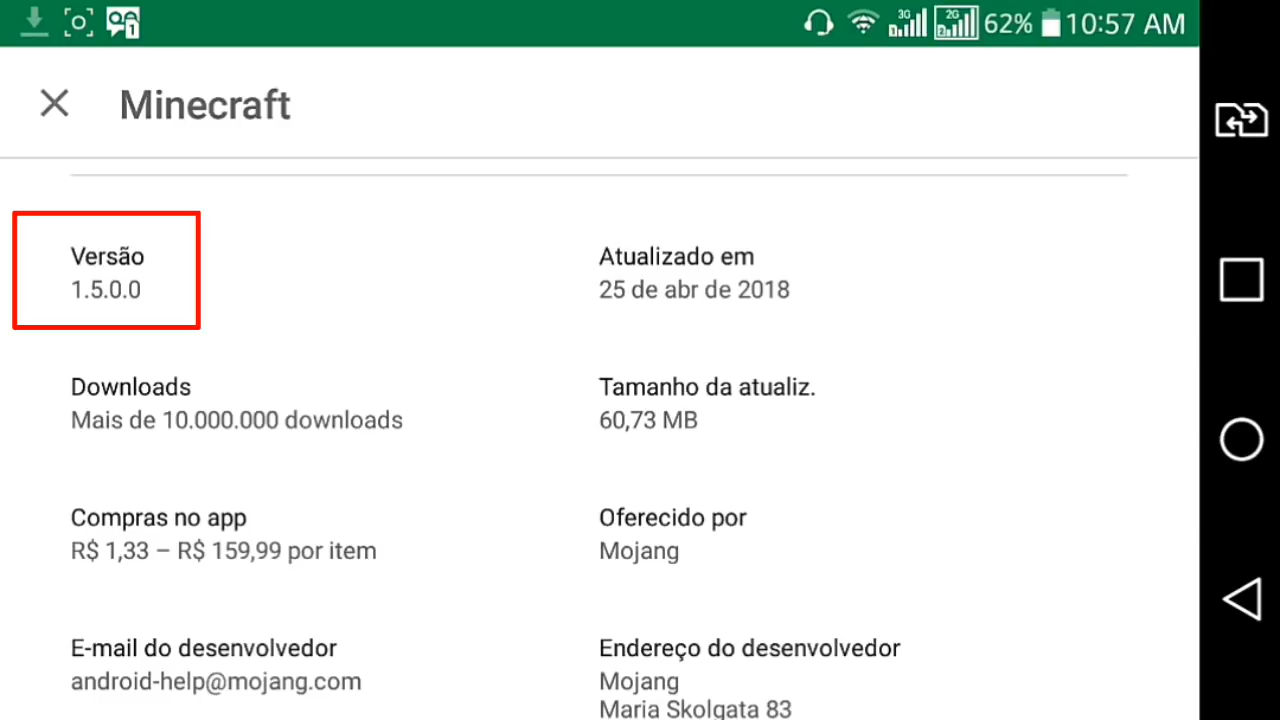 3G 2G 62% 10:57 AM
Minecraft
Versão
1.5.0.0
Atualizado em
25 de abr de 2018
Downloads
Mais de 10.000.000 downloads
Tamanho da atualiz.
60,73 MB
Compras no app
R$ 1,33 – R$ 159,99 por item
Oferecido por
Mojang
E-mail do desenvolvedor
android-help@mojang.com
Endereço do desenvolvedor
Mojang
Maria Skolgata 83